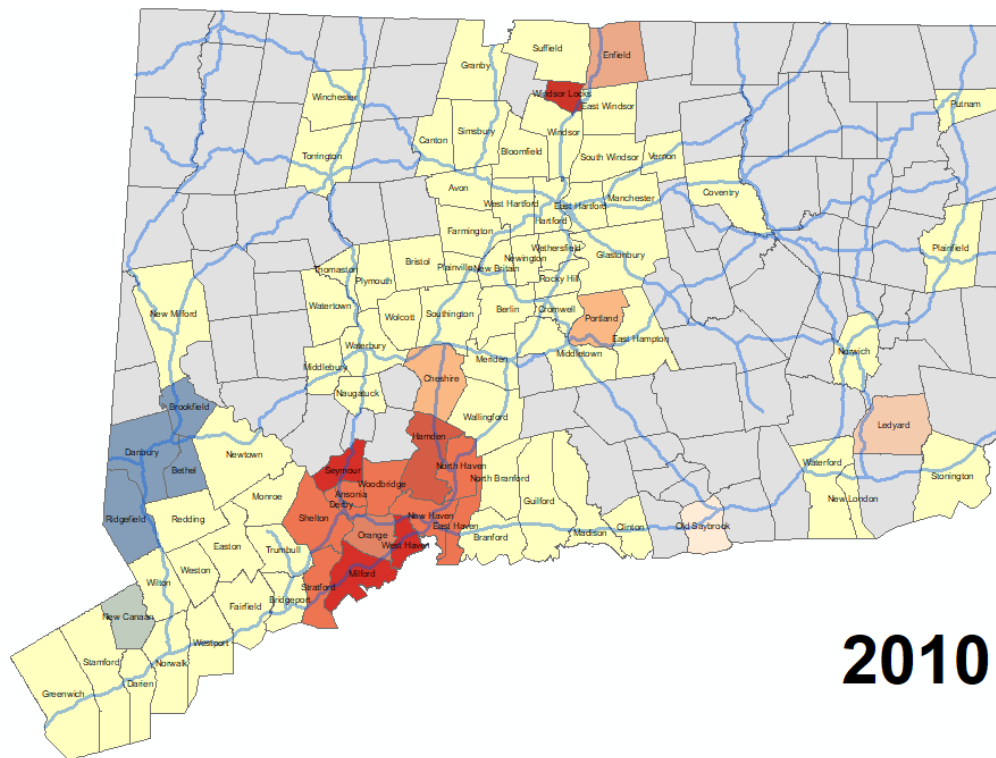 Suffield
Enfield
Granby
Windsor Locks
Winchester
East Windsor
Putnam
Simsbury
Canton
Windsor
Bloomfield
Torrington
South Windsor
Vernon
Avon
Coventry
West Hartford
Manchester
East Hartford
Hartford
Farmington
Wethersfield
Plainfield
Newington
Glastonbury
Bristol
Plainville
New Britain
Thomaston
Plymouth
Rocky Hill
Watertown
Berlin
Cromwell
New Milford
Southington
Wolcott
Portland
East Hampton
Waterbury
Middletown
Norwich
Meriden
Middlebury
Cheshire
Naugatuck
Brookfield
Wallingford
Ledyard
Hamden
Danbury
Newtown
North Haven
Waterford
Bethel
Seymour
Stonington
North Branford
Woodbridge
Monroe
Ansonia
New London
Guilford
Derby
Ridgefield
Redding
Shelton
New Haven
East Haven
Clinton
Old Saybrook
Madison
Orange
Branford
Easton
West Haven
Trumbull
Weston
Milford
Wilton
Stratford
Bridgeport
Fairfield
New Canaan
Westport
2010
Stamford
Norwalk
Darien
Greenwich